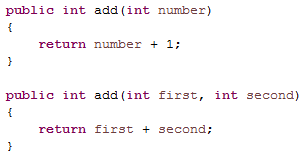 public int add(int number)
{
    return number + 1;
}

public int add(int first, int second)
{
    return first + second;
}